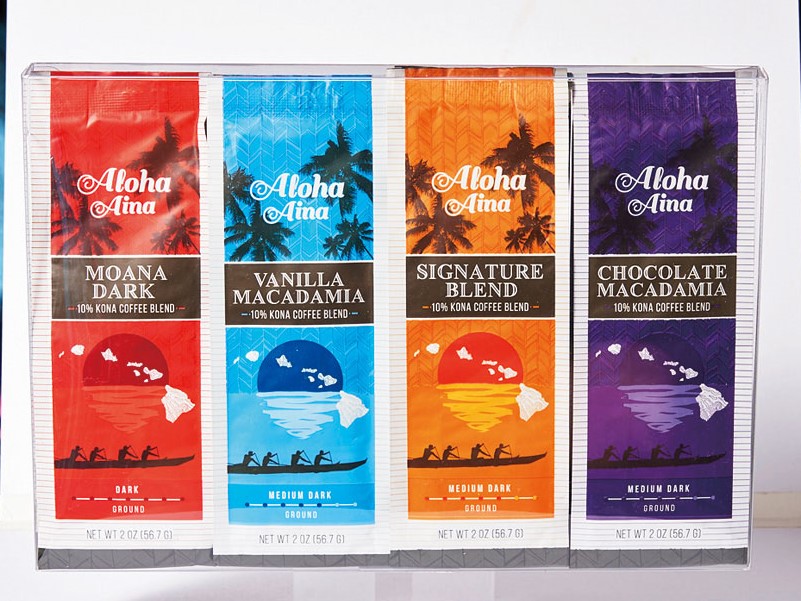 Aloha
Aina
MOANA
DARK
10% KONA COFFEE BLEND
DARK
GROUND
NET WT 2 OZ (56.7 G)
Aloha
Aina
VANILLA
MACADAMIA
10% KONA COFFEE BLEND
MEDIUM DARK
GROUND
NET WT 2 OZ (56.7 G)
Aloha
Aina
SIGNATURE
BLEND
10% KONA COFFEE BLEND
MEDIUM DARK
GROUND
NET WT 2 OZ (56.7 G)
Aloha
Aina
CHOCOLATE
MACADAMIA
10% KONA COFFEE BLEND
MEDIUM DARK
GROUND
NET WT 2 OZ (56.7 G)